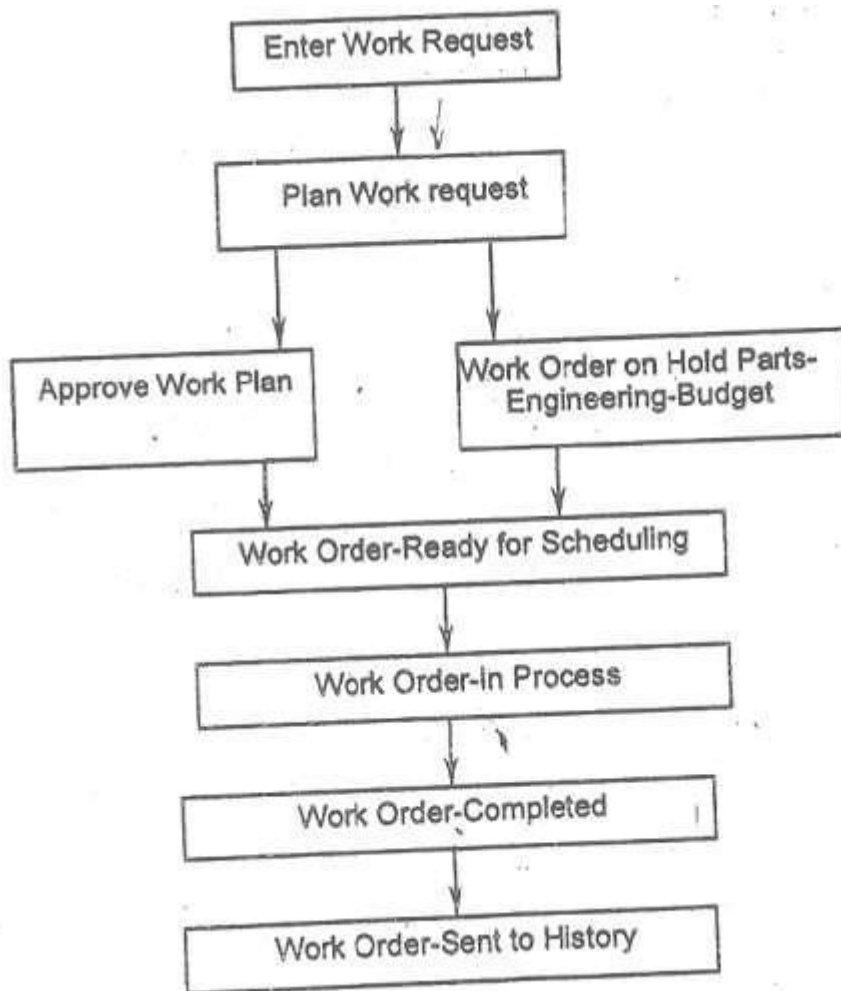 Enter Work Request
Plan Work request
Approve Work Plan
Work Order on Hold Parts-
Engineering-Budget
Work Order-Ready for Scheduling
Work Order-in Process
Work Order-Completed
Work Order-Sent to History